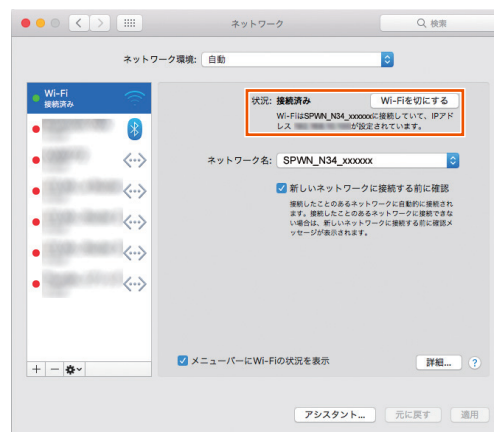 ネットワーク
検索
ネットワーク環境: 自動
Wi-Fi
接続済み
状況: 接続済み
Wi-Fiを切にする
Wi-FiはSPWN_N34_xxxxxxに接続していて、IPアド
レス が設定されています。
ネットワーク名: SPWN_N34_xxxxxx
新しいネットワークに接続する前に確認
接続したことのあるネットワークに自動的に接続され
ます。接続したことのあるネットワークに接続できな
い場合は、新しいネットワークに接続する前に確認メ
ッセージが表示されます。
メニューバーにWi-Fiの状況を表示
詳細...
?
アシスタント...
元に戻す
適用